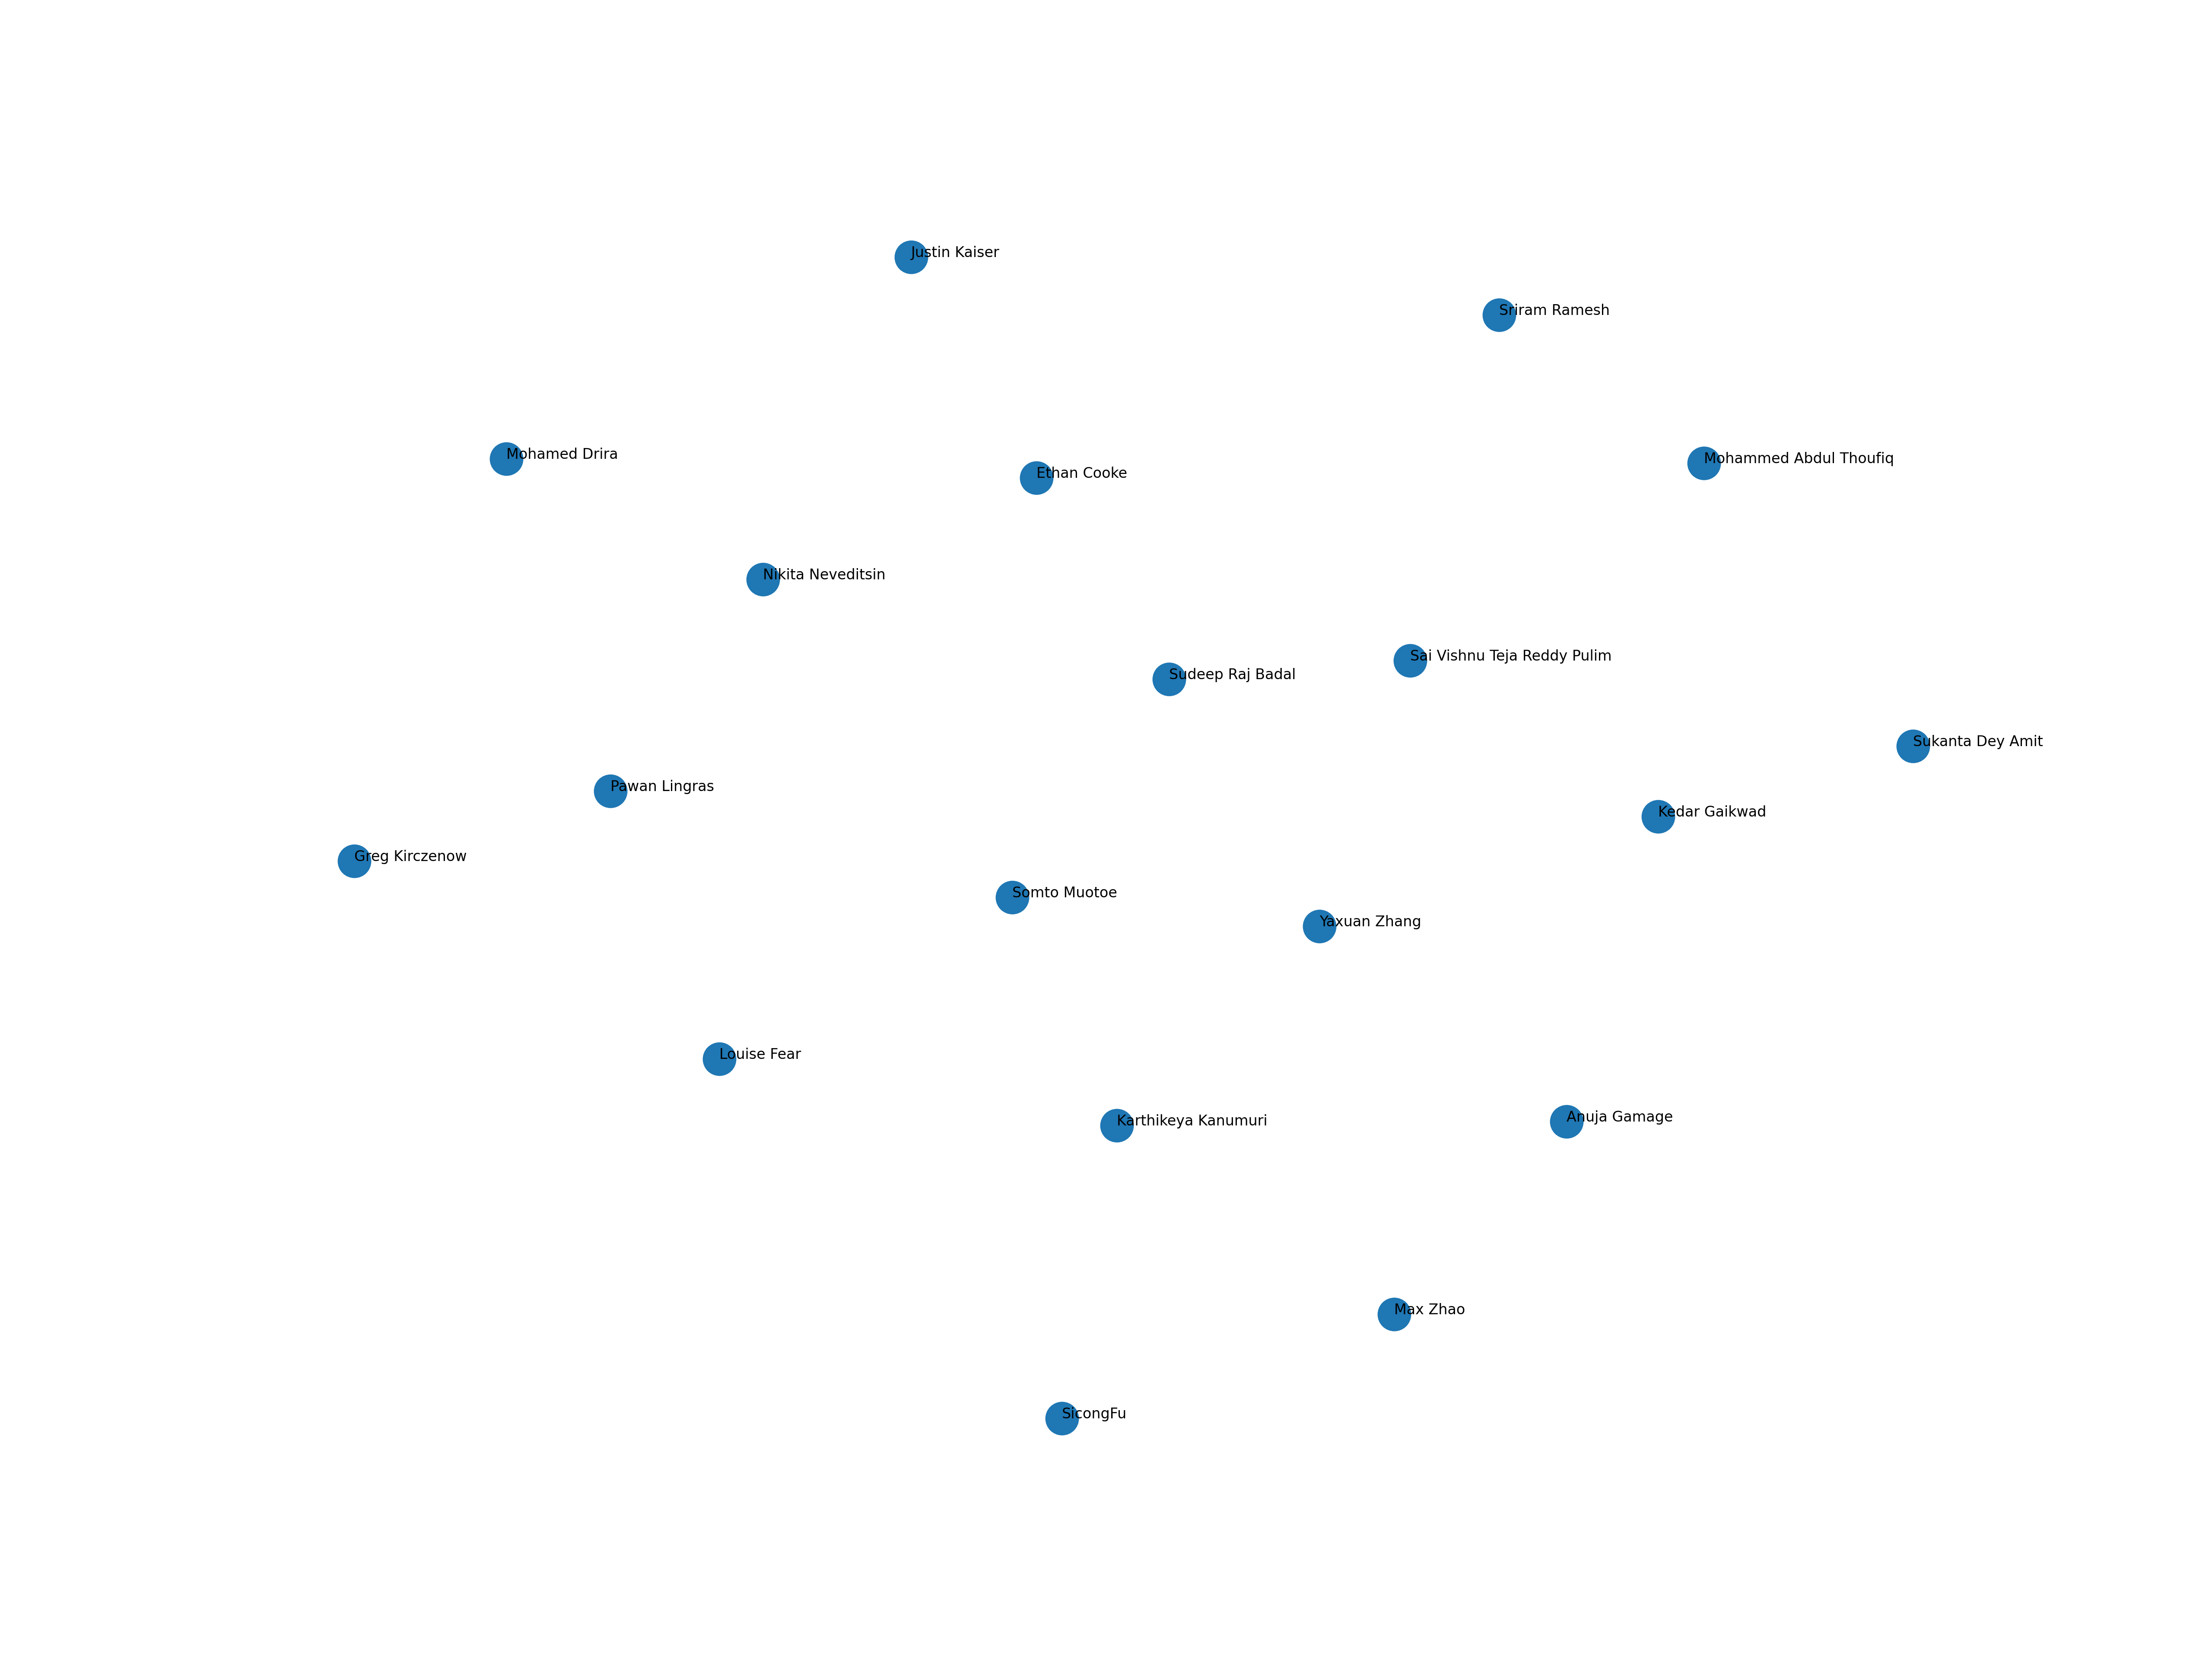 Justin Kaiser
Sriram Ramesh
Mohamed Drira
Mohammed Abdul Thoufiq
Ethan Cooke
Nikita Neveditsin
Sai Vishnu Teja Reddy Pulim
Sudeep Raj Badal
Sukanta Dey Amit
Pawan Lingras
Kedar Gaikwad
Greg Kirczenow
Somto Muotoe
Yaxuan Zhang
Louise Fear
Anuja Gamage
Karthikeya Kanumuri
Max Zhao
SicongFu